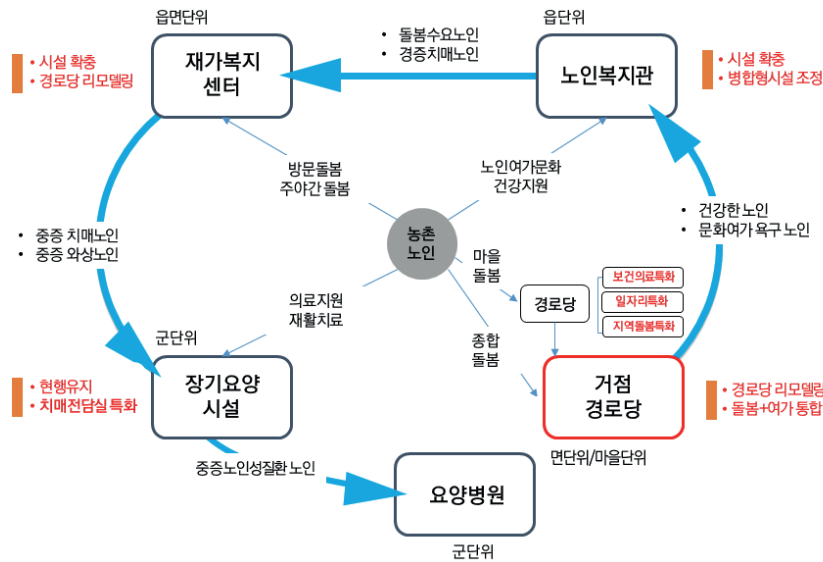 읍면단위
재가복지
센터
• 시설 확충
• 경로당 리모델링
• 돌봄수요노인
• 경증치매노인
읍단위
노인복지관
• 시설 확충
• 병합형시설 조정
방문돌봄
주야간 돌봄
노인여가문화
건강지원
• 중증 치매노인
• 중증 와상노인
농촌
노인
• 건강한 노인
• 문화여가 욕구 노인
마을
돌봄
경로당
보건의료특화
일자리특화
지역돌봄특화
의료지원
재활치료
종합
돌봄
군단위
장기요양
시설
• 현행유지
• 치매전담실 특화
거점
경로당
• 경로당 리모델링
• 돌봄+여가 통합
면단위/마을단위
중증노인성질환 노인
요양병원
군단위